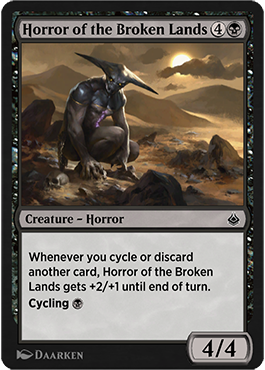 Horror of the Broken Lands 4
Creature – Horror
Whenever you cycle or discard
another card, Horror of the Broken
Lands gets +2/+1 until end of turn.
Cycling
DAARKEN
4/4